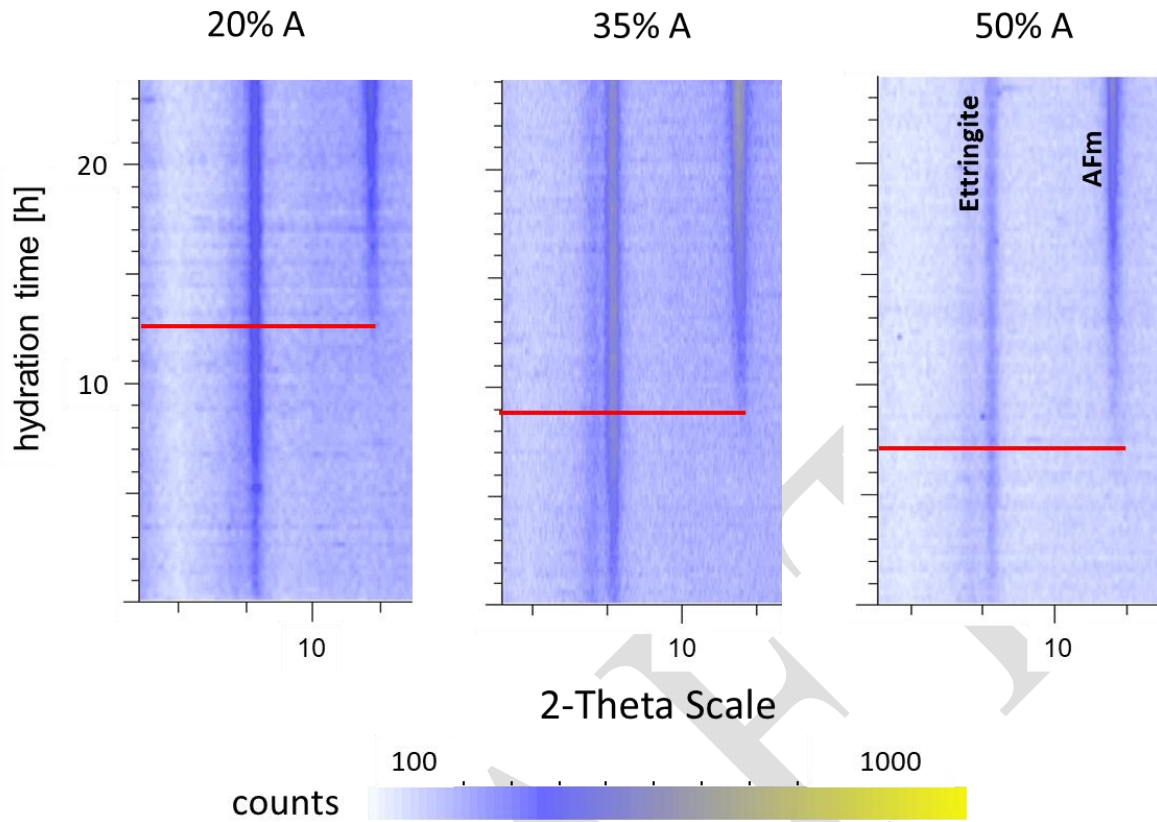 20% A
35% A
50% A
hydration time [h]
20
10
Ettringite
AFm
10
10
10
2-Theta Scale
100
1000
counts